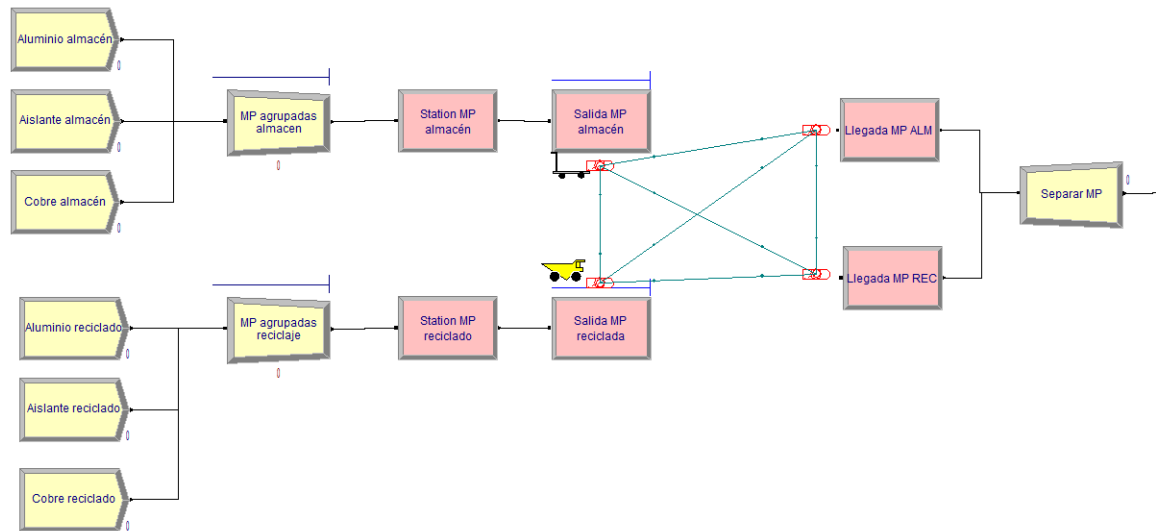 Aluminio almacén
0
Aislante almacén
0
Cobre almacén
0
MP agrupadas
almacen
0
Station MP
almacén
Salida MP
almacén
Llegada MP ALM
Separar MP
0
Llegada MP REC
Aluminio reciclado
0
Aislante reciclado
0
Cobre reciclado
0
MP agrupadas
reciclaje
0
Station MP
reciclado
Salida MP
reciclada